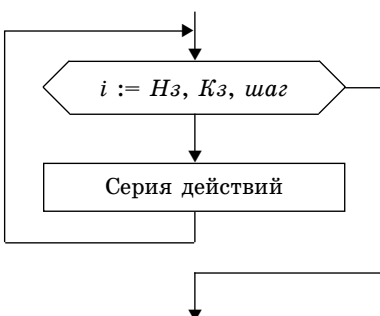 i := Нз, Кз, шаг
Серия действий